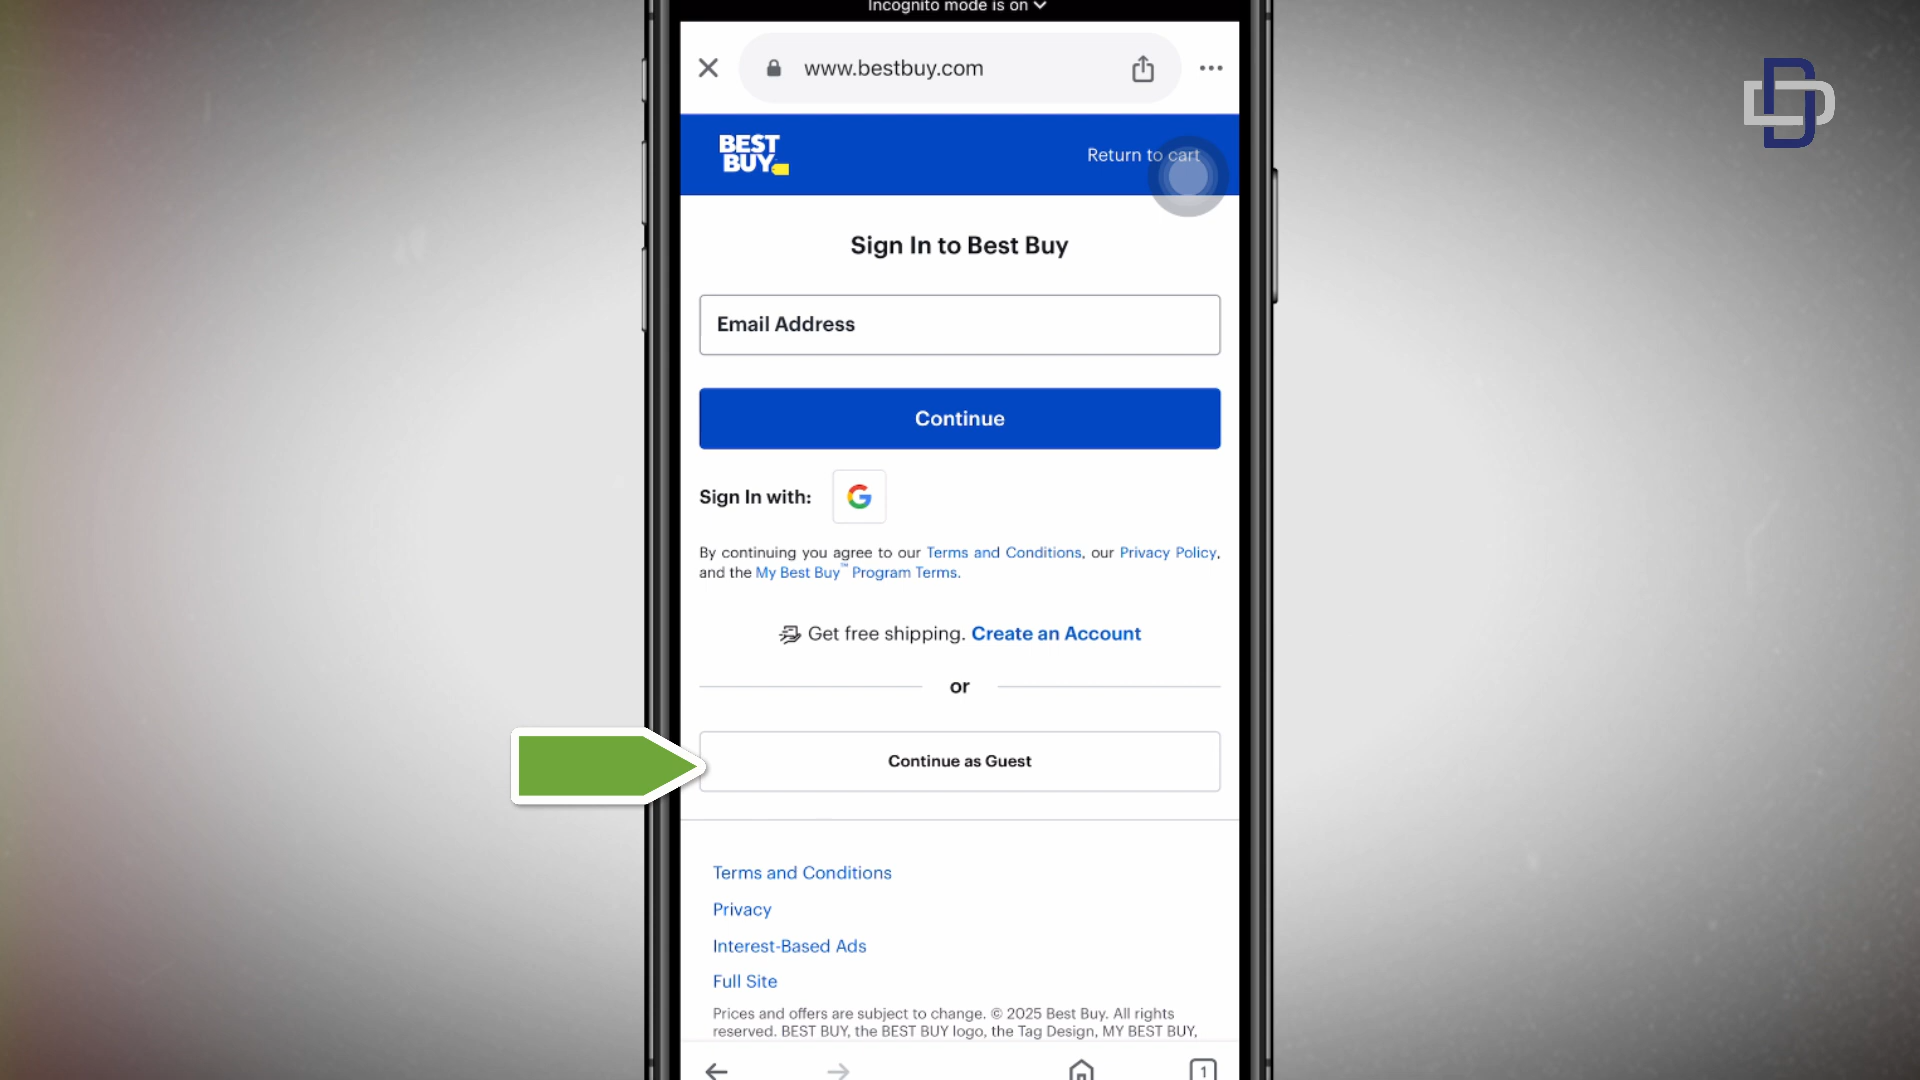 Incognito mode is on
www.bestbuy.com
BEST
BUY
Return to cart
Sign In to Best Buy
Email Address
Continue
Sign In with:
By continuing you agree to our Terms and Conditions, our Privacy Policy,
and the My Best Buy™ Program Terms.
Get free shipping. Create an Account
or
Continue as Guest
Terms and Conditions
Privacy
Interest-Based Ads
Full Site
Prices and offers are subject to change. © 2025 Best Buy. All rights
reserved. BEST BUY, the BEST BUY logo, the Tag Design, MY BEST BUY,
1